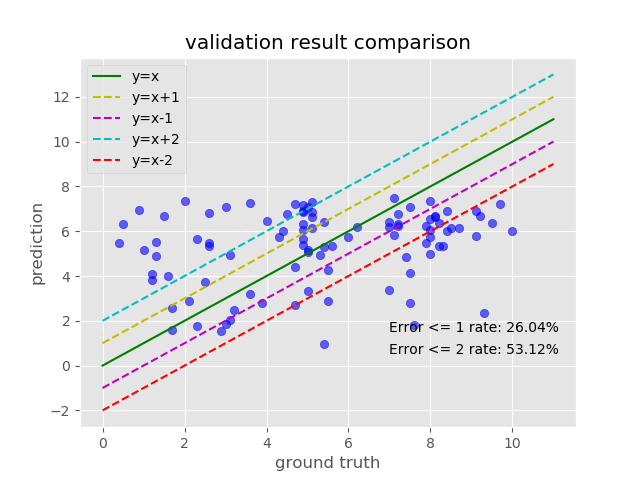 validation result comparison
y=x
y=x+1
y=x-1
y=x+2
y=x-2
12
10
8
6
4
2
0
−2
prediction
Error <= 1 rate: 26.04%
Error <= 2 rate: 53.12%
0 2 4 6 8 10
ground truth